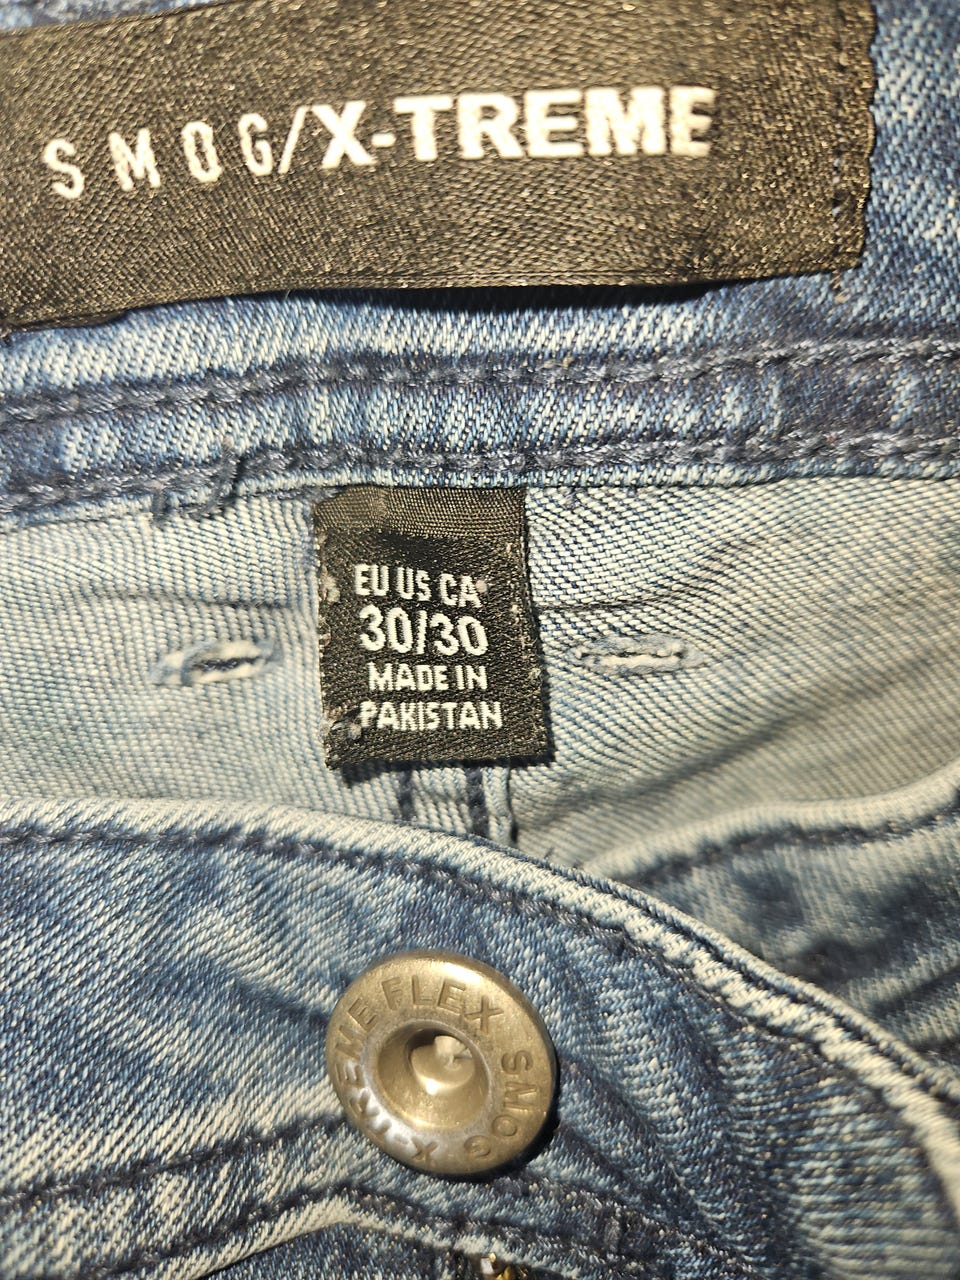 SMOG/X-TREME
EU US CA
30/30
MADE IN
PAKISTAN
SMOG X-TREME FLEX